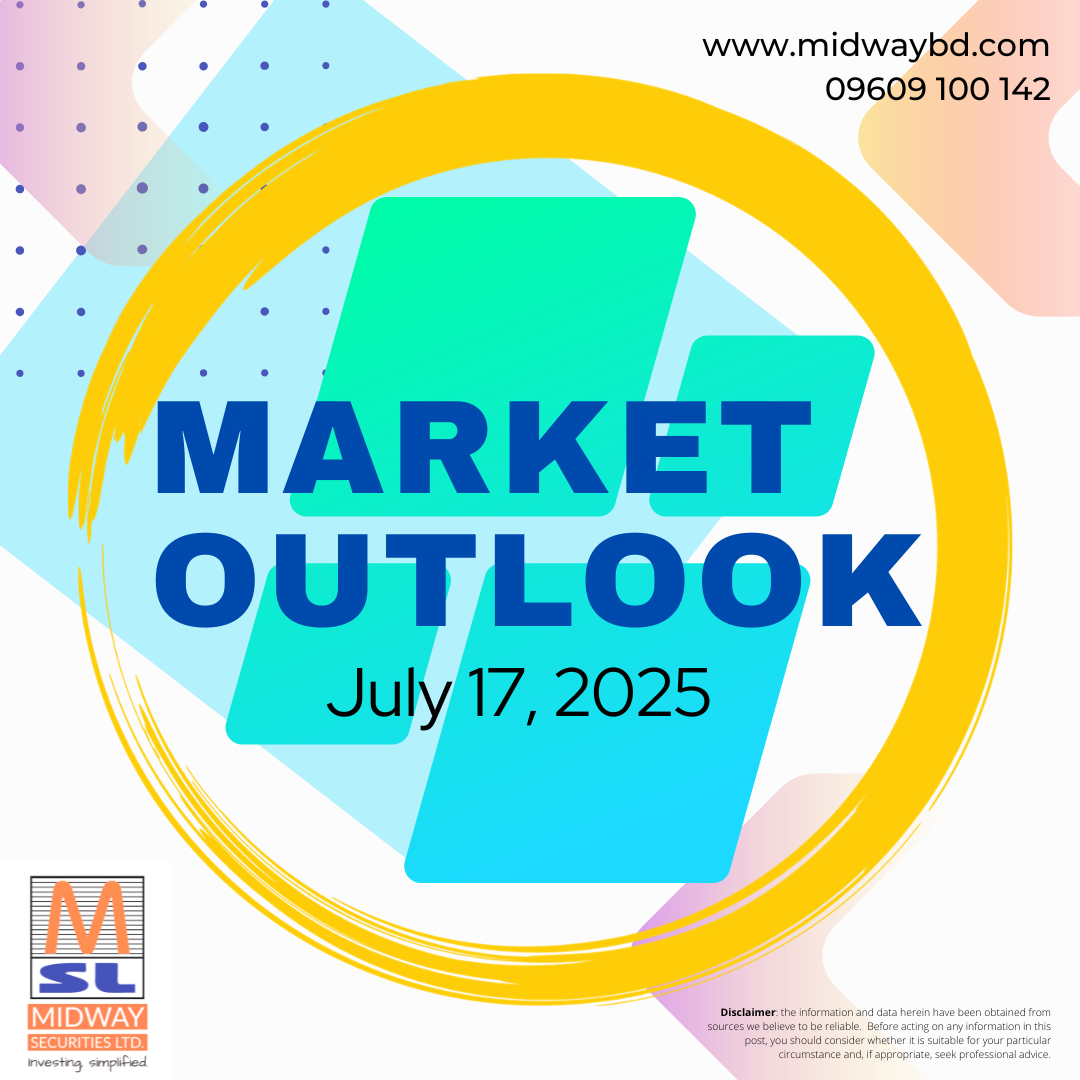 www.midwaybd.com
09609 100 142
MARKET
OUTLOOK
July 17, 2025
M
SL
MIDWAY
SECURITIES LTD.
Investing, simplified.
Disclaimer: the information and data herein have been obtained from
sources we believe to be reliable.  Before acting on any information in this
post, you should consider whether it is suitable for your particular
circumstance and, if appropriate, seek professional advice.